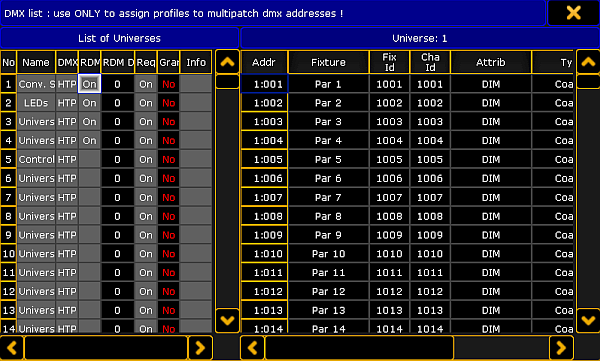 DMX list : use ONLY to assign profiles to multipatch dmx addresses !
List of Universes
No Name DMX RDM RDM D Req Gran Info
1 Conv. S HTP On 0 On No
2 LEDs HTP On 0 On No
3 Univers HTP On 0 On No
4 Univers HTP On 0 On No
5 Control HTP 0 On No
6 Univers HTP 0 On No
7 Univers HTP 0 On No
8 Univers HTP 0 On No
9 Univers HTP 0 On No
10 Univers HTP 0 On No
11 Univers HTP 0 On No
12 Univers HTP 0 On No
13 Univers HTP 0 On No
14 Univers HTP 0 On No
Universe: 1
Addr Fixture Fix Id Cha Id Attrib Ty
1:001 Par 1 1001 1001 DIM Coa
1:002 Par 2 1002 1002 DIM Coa
1:003 Par 3 1003 1003 DIM Coa
1:004 Par 4 1004 1004 DIM Coa
1:005 Par 5 1005 1005 DIM Coa
1:006 Par 6 1006 1006 DIM Coa
1:007 Par 7 1007 1007 DIM Coa
1:008 Par 8 1008 1008 DIM Coa
1:009 Par 9 1009 1009 DIM Coa
1:010 Par 10 1010 1010 DIM Coa
1:011 Par 11 1011 1011 DIM Coa
1:012 Par 12 1012 1012 DIM Coa
1:013 Par 13 1013 1013 DIM Coa
1:014 Par 14 1014 1014 DIM Coa